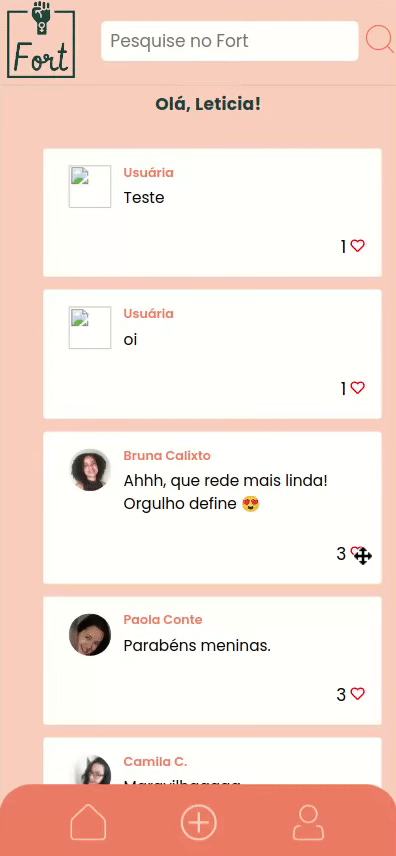 Fort
Pesquise no Fort
Olá, Leticia!
Usuária
Teste
1
Usuária
oi
1
Bruna Calixto
Ahhh, que rede mais linda!
Orgulho define 😍
3
Paola Conte
Parabéns meninas.
3
Camila C.